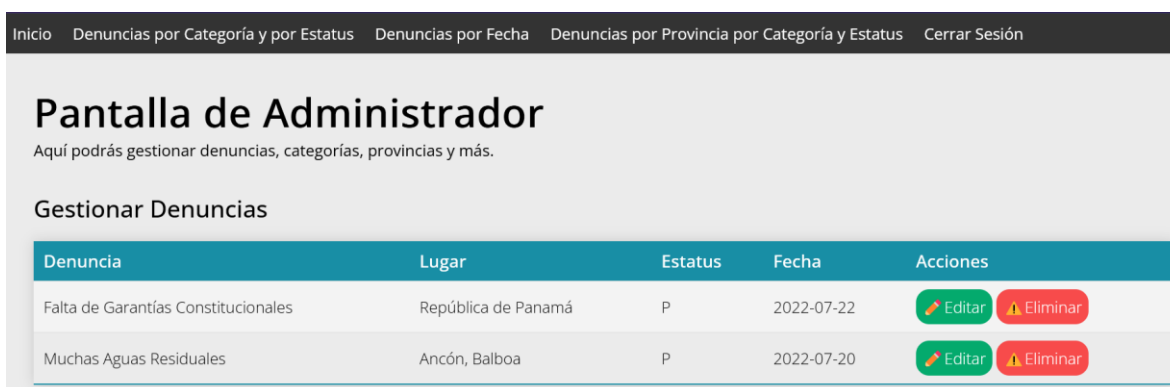 Inicio Denuncias por Categoría y por Estatus Denuncias por Fecha Denuncias por Provincia por Categoría y Estatus Cerrar Sesión
Pantalla de Administrador
Aquí podrás gestionar denuncias, categorías, provincias y más.
Gestionar Denuncias
Denuncia Lugar Estatus Fecha Acciones
Falta de Garantías Constitucionales República de Panamá P 2022-07-22 Editar Eliminar
Muchas Aguas Residuales Ancón, Balboa P 2022-07-20 Editar Eliminar